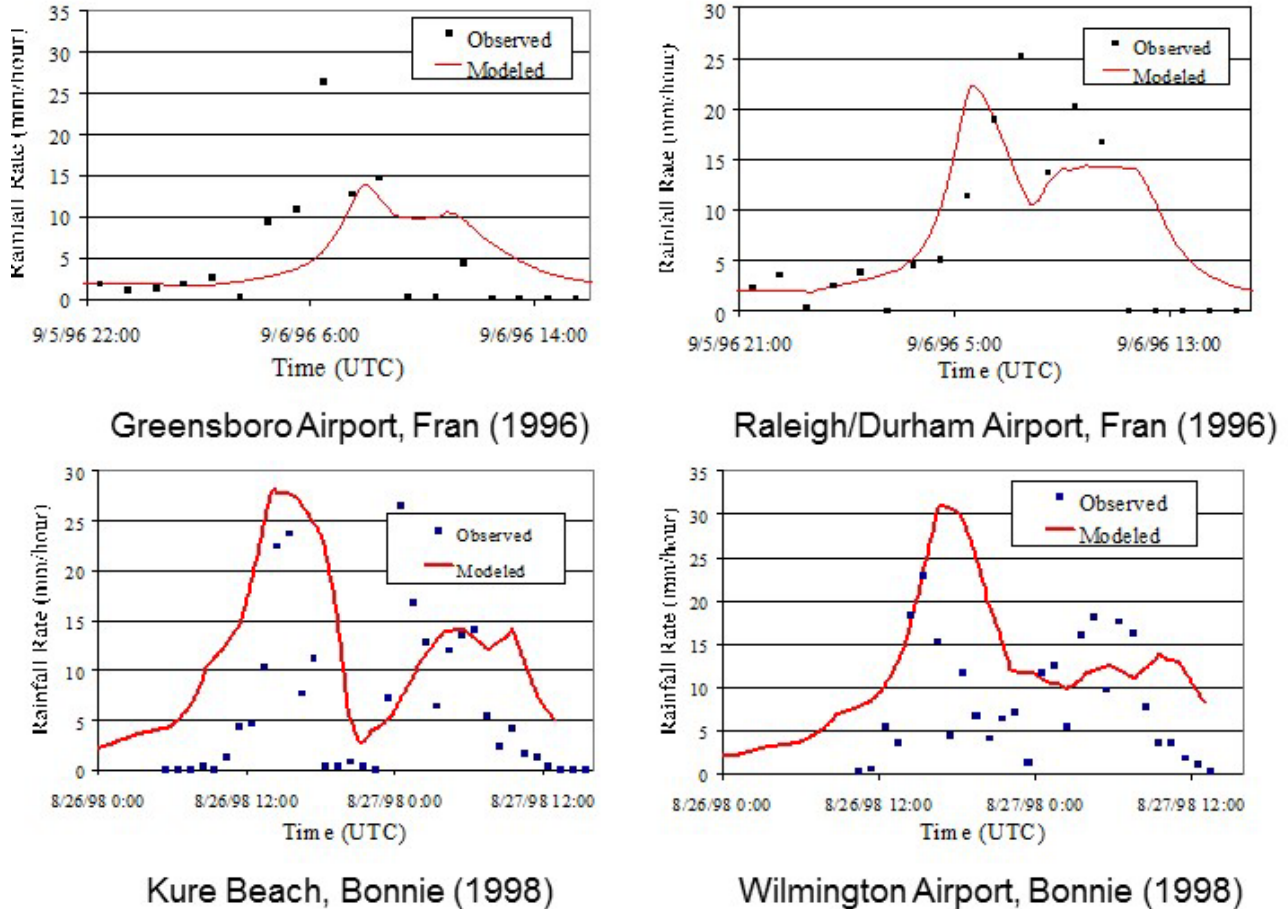 35
30
25
20
15
10
5
0
Rainfall Rate (mm/hour)
Observed
Modeled
9/5/96 22:00
9/6/96 6:00
9/6/96 14:00
Time (UTC)
Greensboro Airport, Fran (1996)
30
25
20
15
10
5
0
Rainfall Rate (mm/hour)
Observed
Modeled
9/5/96 21:00
9/6/96 5:00
9/6/96 13:00
Time (UTC)
Raleigh/Durham Airport, Fran (1996)
30
25
20
15
10
5
0
Rainfall Rate (mm/hour)
Observed
Modeled
8/26/98 0:00
8/26/98 12:00
8/27/98 0:00
8/27/98 12:00
Time (UTC)
Kure Beach, Bonnie (1998)
35
30
25
20
15
10
5
0
Rainfall Rate (mm/hour)
Observed
Modeled
8/26/98 0:00
8/26/98 12:00
8/27/98 0:00
8/27/98 12:00
Time (UTC)
Wilmington Airport, Bonnie (1998)